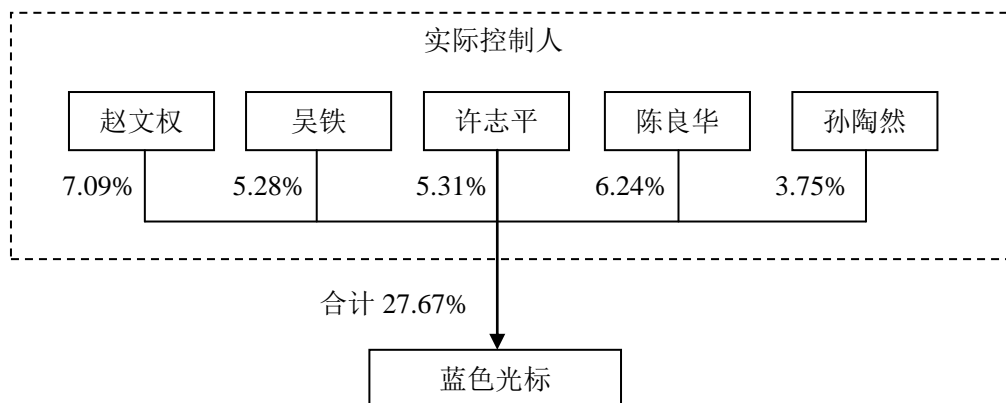 实际控制人
赵文权 吴铁 许志平 陈良华 孙陶然
7.09% 5.28% 5.31% 6.24% 3.75%
合计 27.67%
蓝色光标